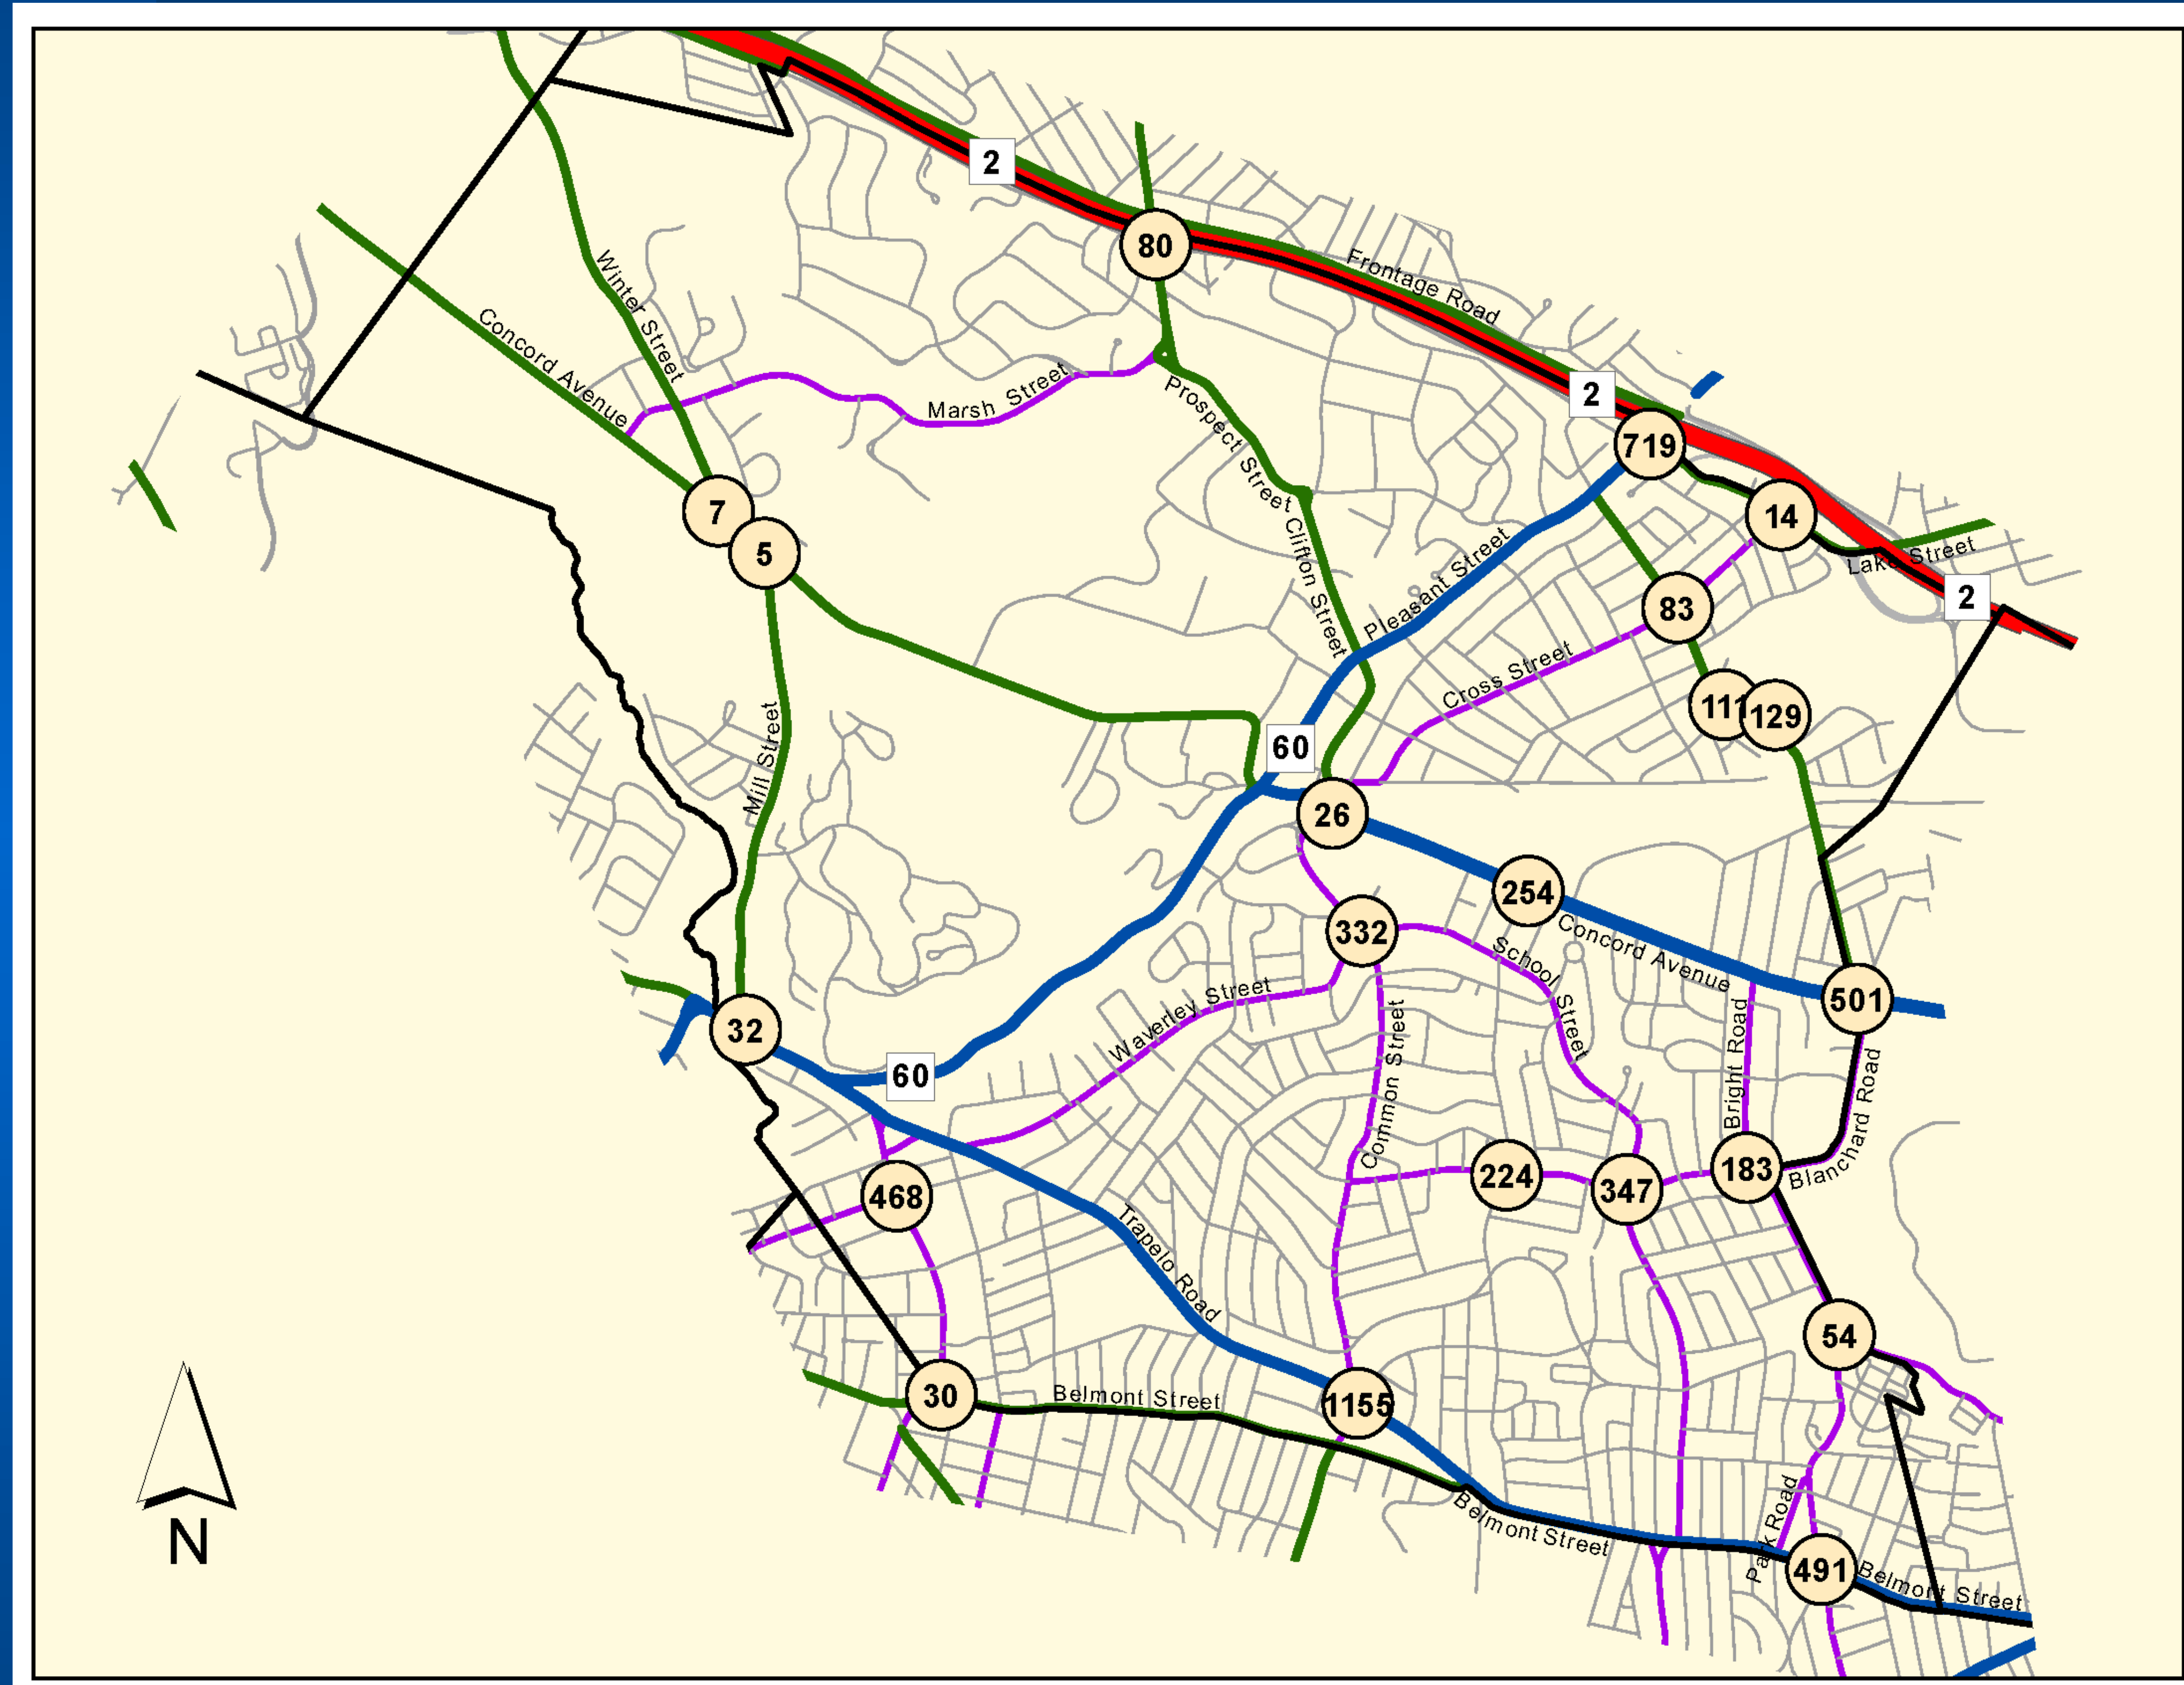 2
80
Frontage Road
Winter Street
Concord Avenue
Marsh Street
Prospect Street
2
719
7
5
14
Lake Street
Clifton Street
Pleasant Street
2
83
Cross Street
111
129
Mill Street
60
26
254
Concord Avenue
332
School Street
501
Waverley Street
32
60
Common Street
Bright Road
Blanchard Road
468
224
347
183
Trapelo Road
54
30
Belmont Street
1155
Belmont Street
Park Road
491
Belmont Street
N